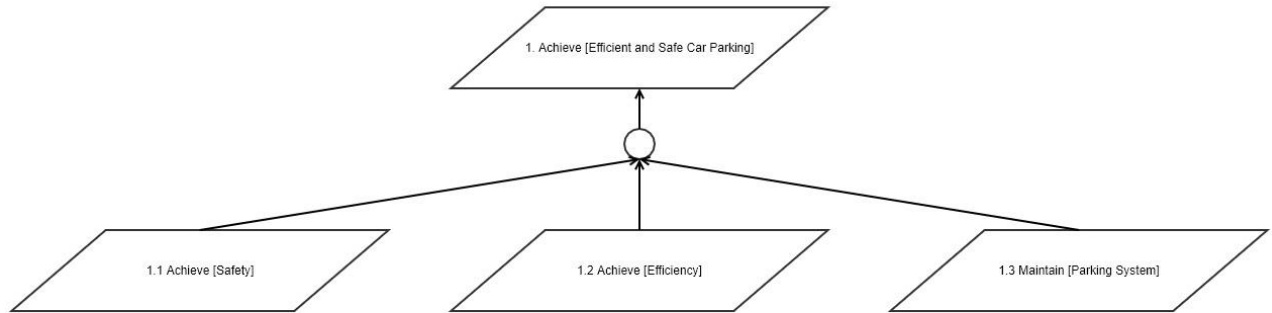 1. Achieve [Efficient and Safe Car Parking]
1.1 Achieve [Safety]
1.2 Achieve [Efficiency]
1.3 Maintain [Parking System]